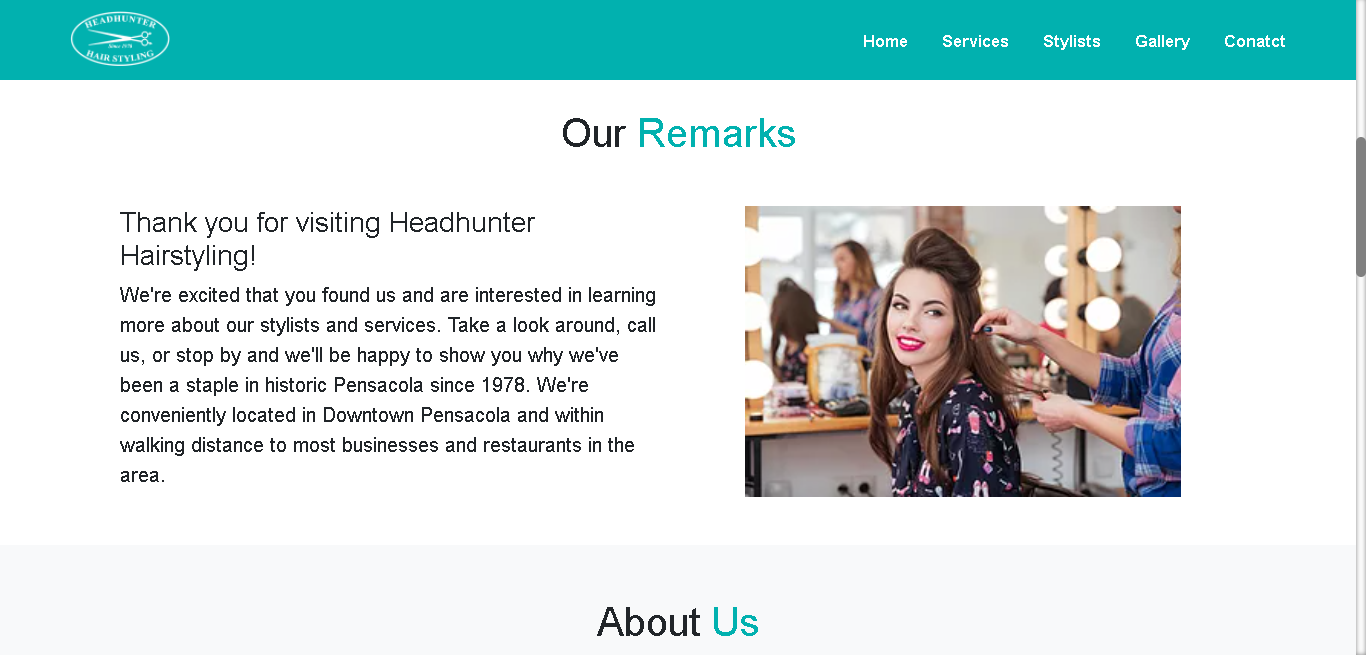 HEADHUNTER
Since 1978
HAIR STYLING
Home Services Stylists Gallery Conatct
Our Remarks
Thank you for visiting Headhunter
Hairstyling!
We're excited that you found us and are interested in learning
more about our stylists and services. Take a look around, call
us, or stop by and we'll be happy to show you why we've
been a staple in historic Pensacola since 1978. We're
conveniently located in Downtown Pensacola and within
walking distance to most businesses and restaurants in the
area.
About Us